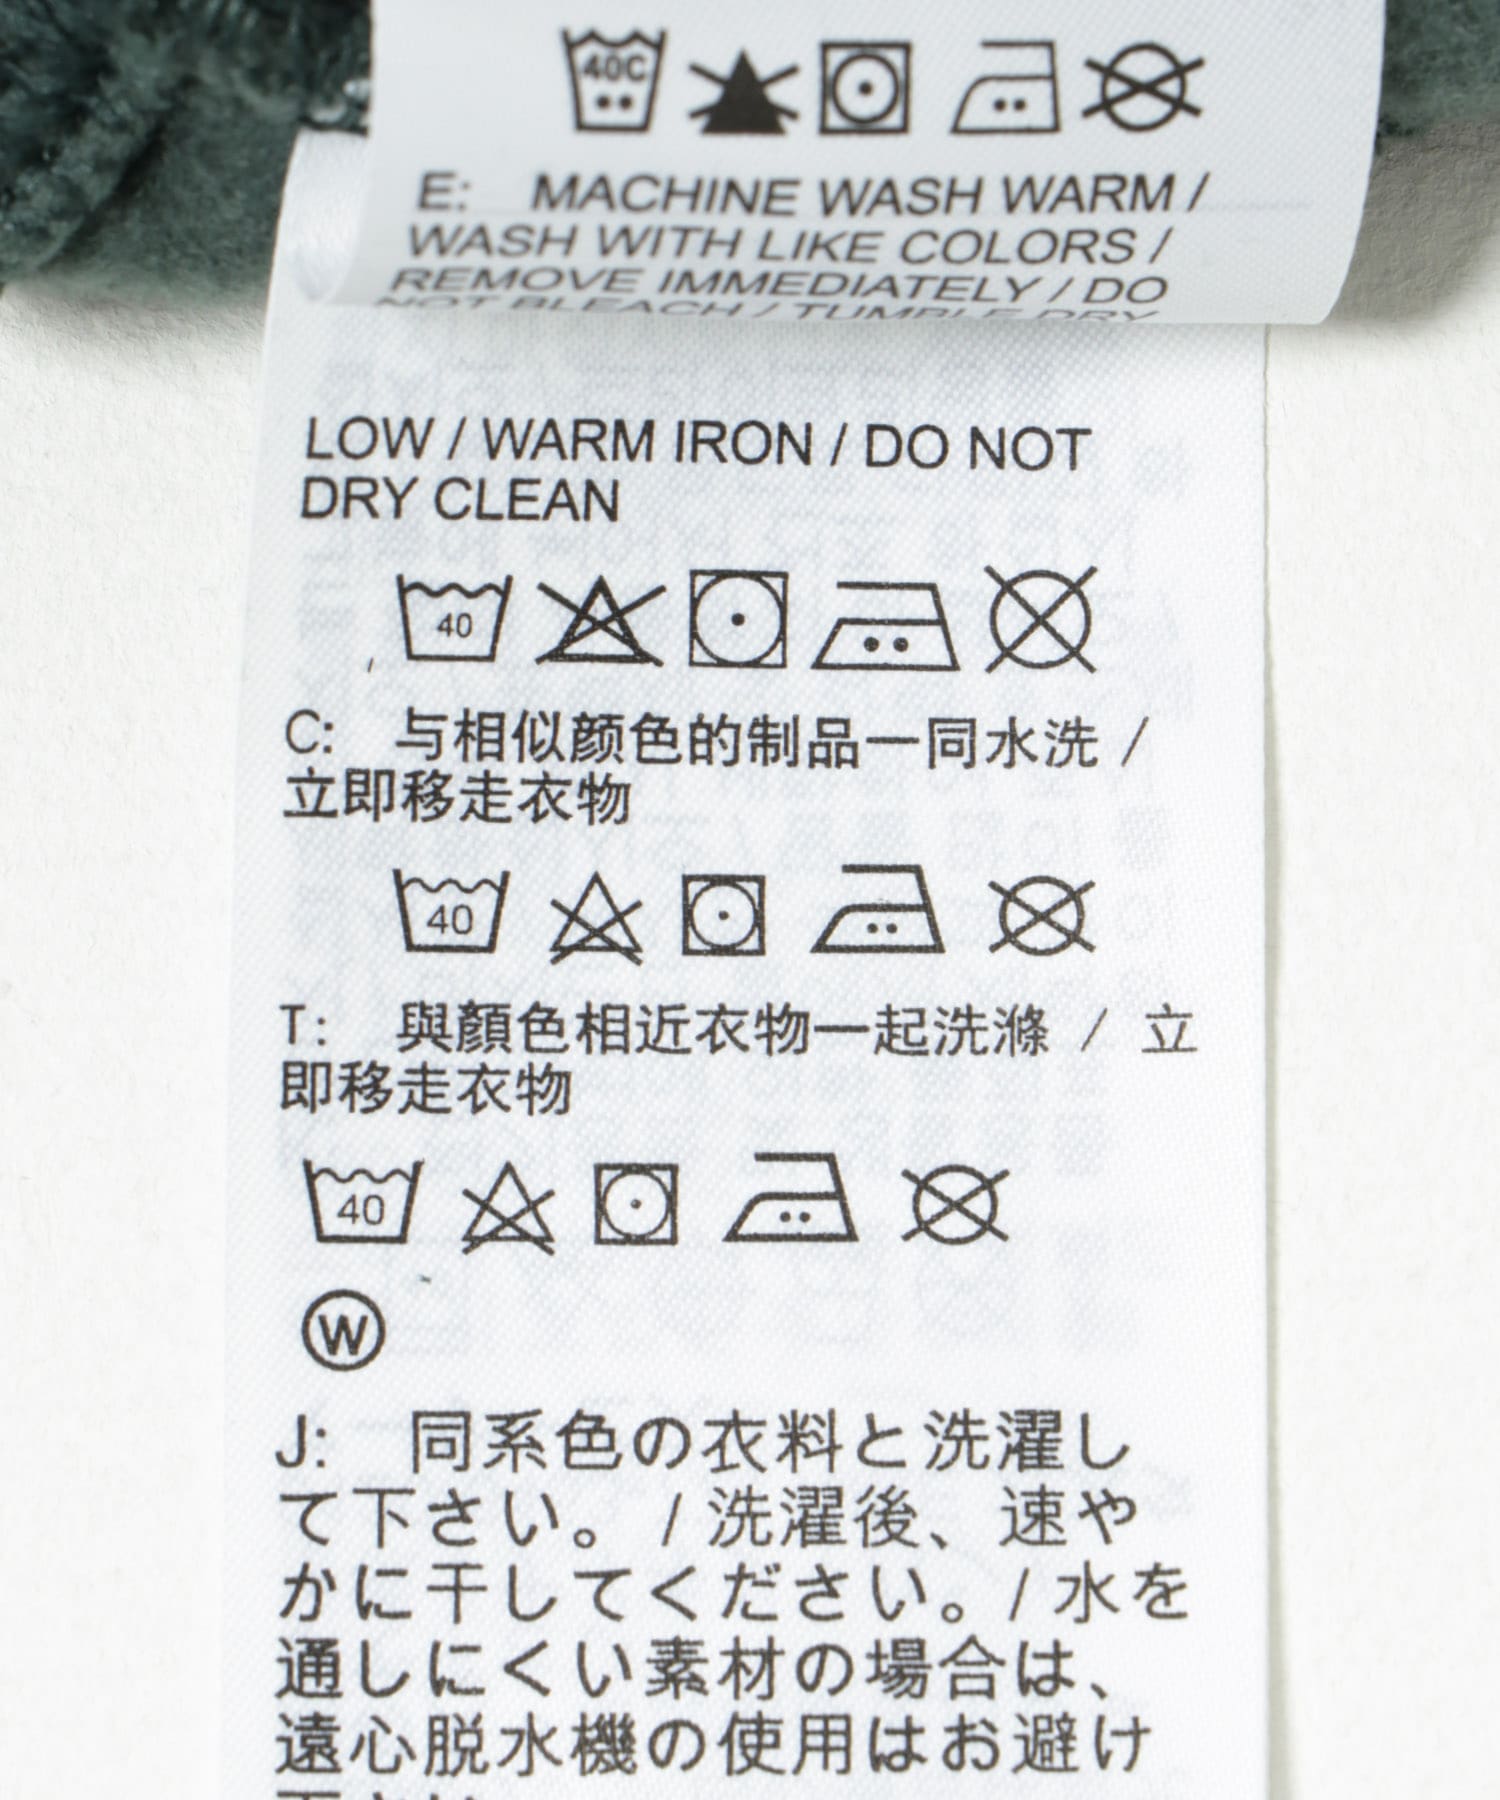 40C
E: MACHINE WASH WARM /
WASH WITH LIKE COLORS /
REMOVE IMMEDIATELY / DO
NOT BLEACH / TUMBLE DRY
LOW / WARM IRON / DO NOT
DRY CLEAN
40
C: 与相似颜色的制品一同水洗 /
立即移走衣物
40
T: 與顏色相近衣物一起洗滌 / 立
即移走衣物
40
W
J: 同系色の衣料と洗濯し
て下さい。 / 洗濯後、速や
かに干してください。/ 水を
通しにくい素材の場合は、
遠心脱水機の使用はお避け